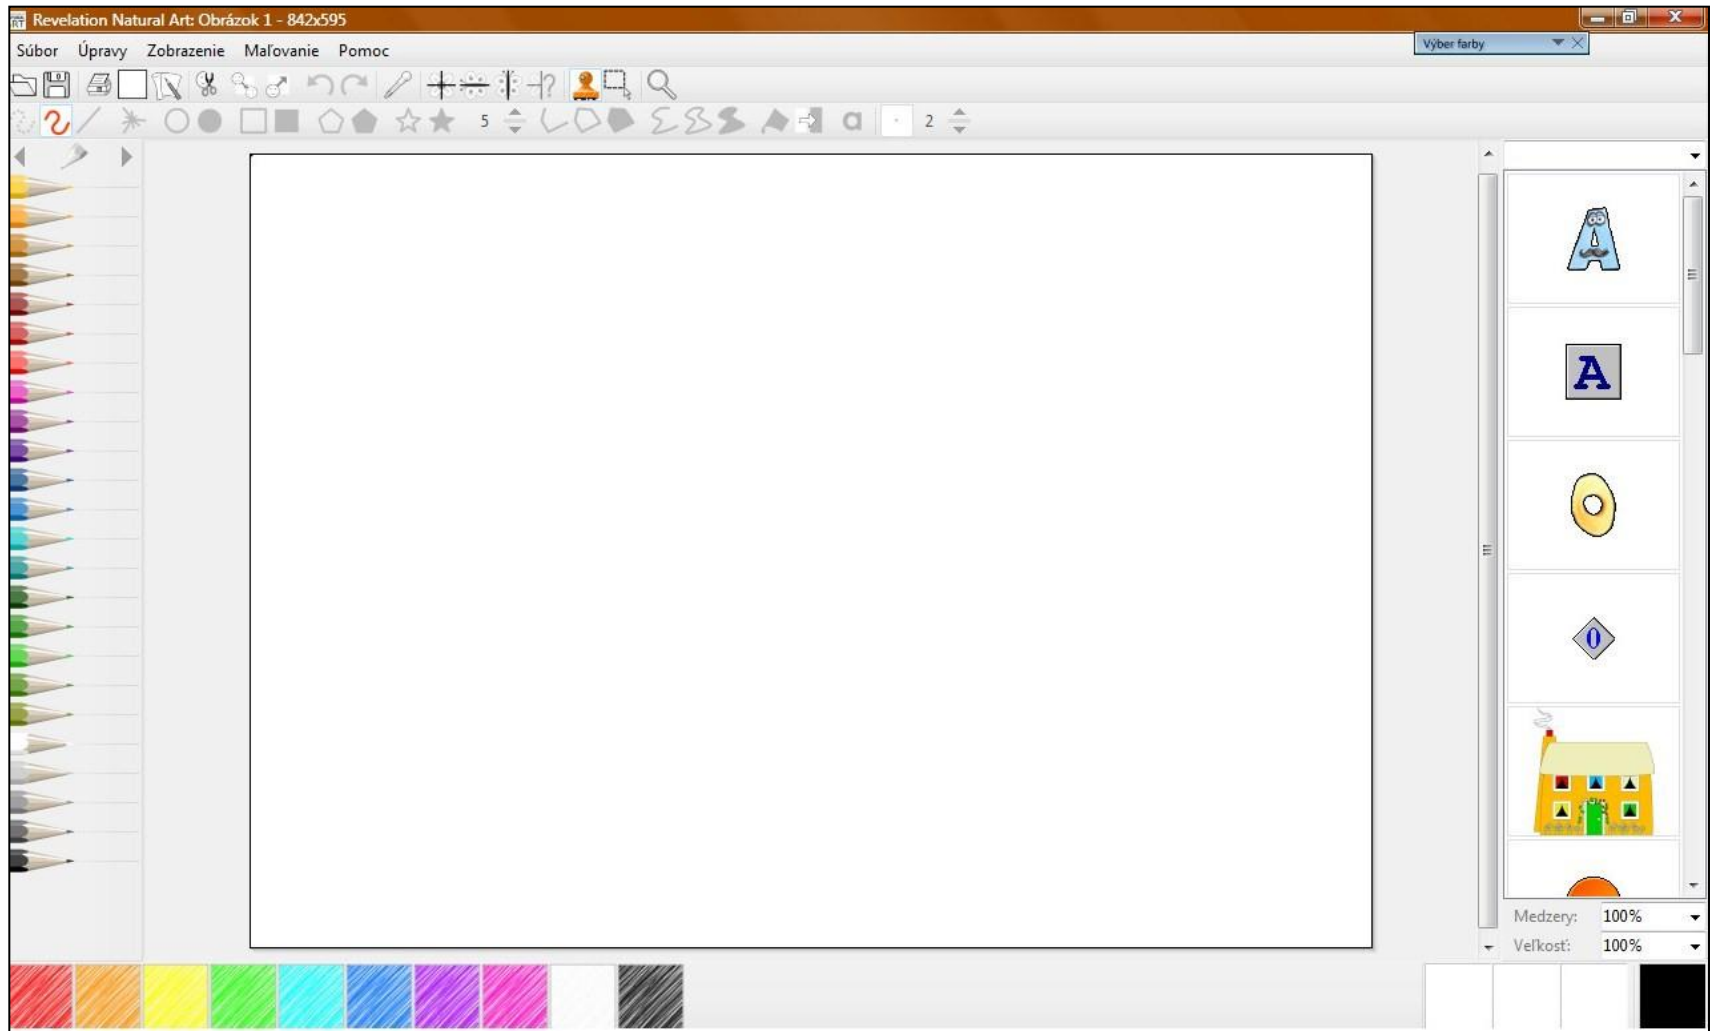 Revelation Natural Art: Obrázok 1 - 842x595
Výber farby
Súbor Úpravy Zobrazenie Maľovanie Pomoc
5 a 2
A
A
0
Medzery: 100%
Veľkosť: 100%